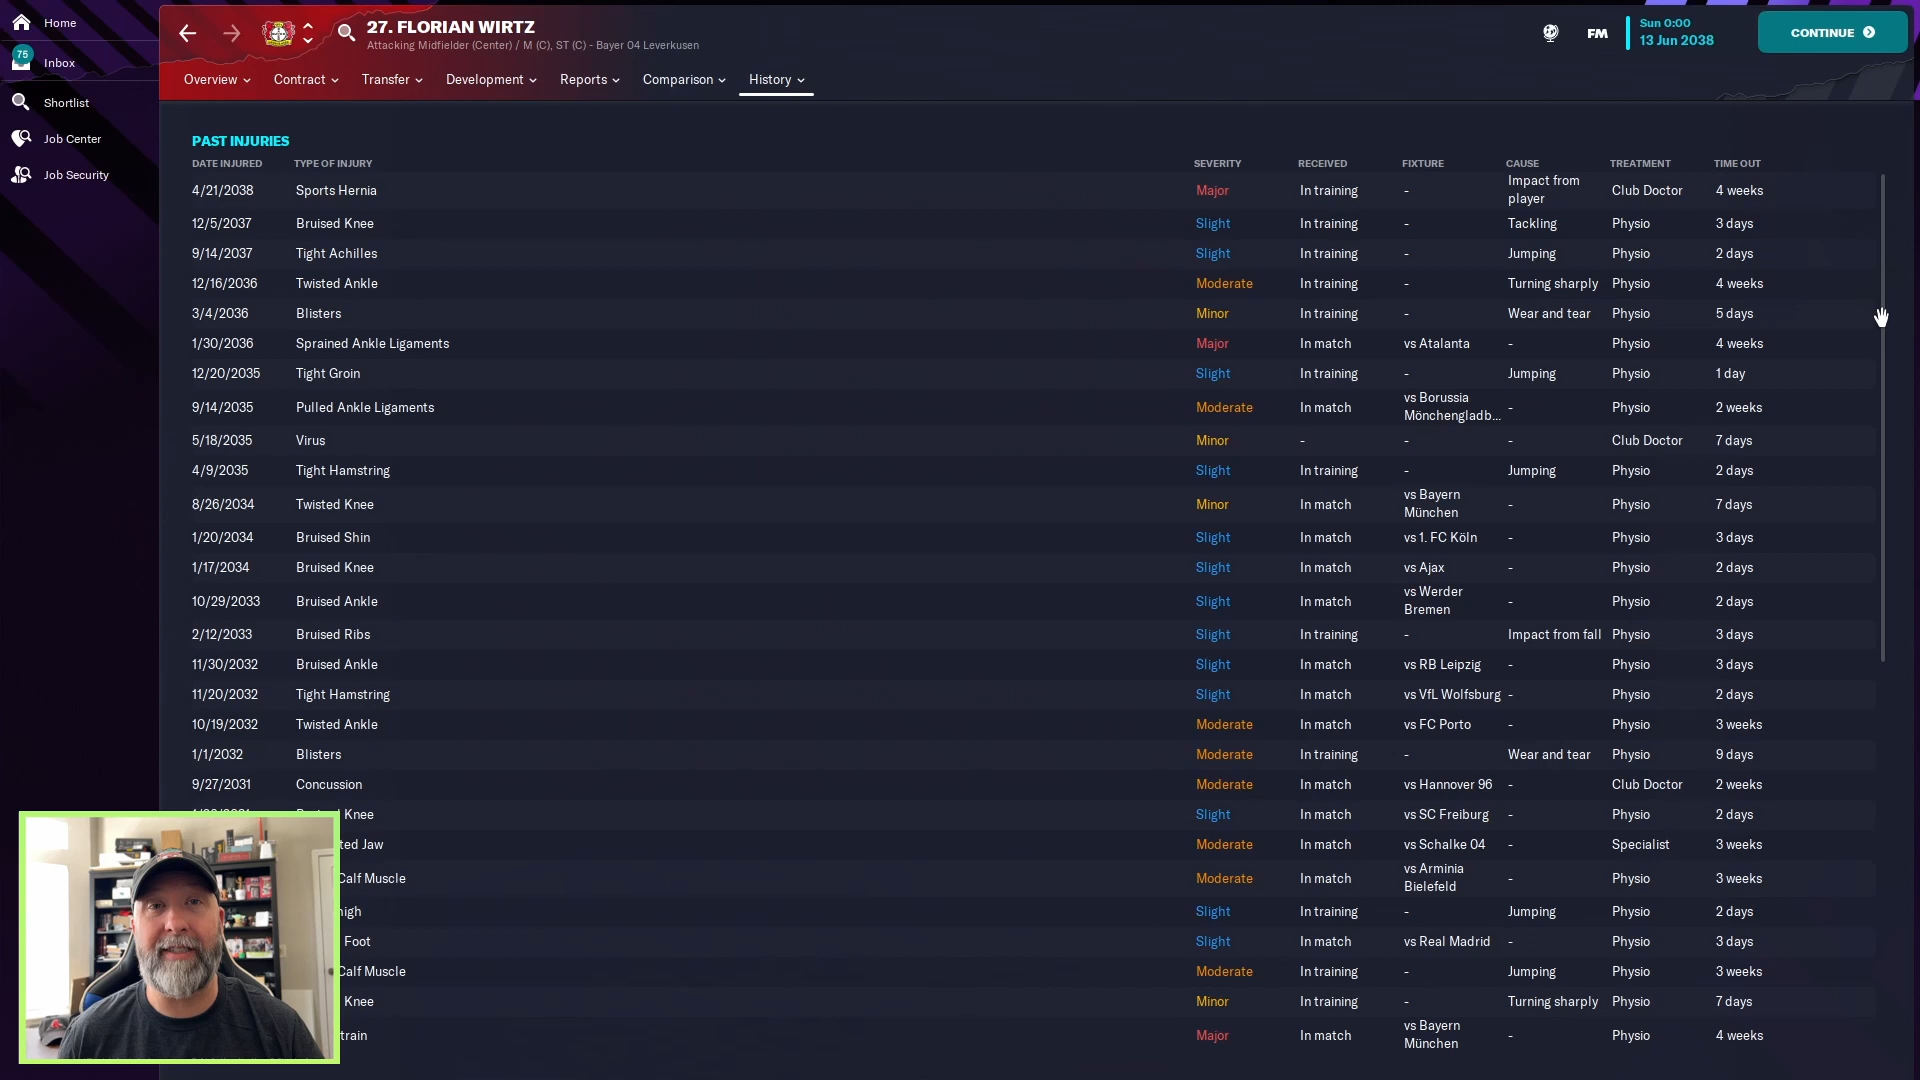 Home
27. FLORIAN WIRTZ
Attacking Midfielder (Center) / M (C), ST (C) - Bayer 04 Leverkusen
FM
Sun 0:00
13 Jun 2038
CONTINUE
75
Inbox
Shortlist
Job Center
Job Security
Overview Contract Transfer Development Reports Comparison History
PAST INJURIES
DATE INJURED TYPE OF INJURY SEVERITY RECEIVED FIXTURE CAUSE TREATMENT TIME OUT
4/21/2038 Sports Hernia Major In training - Impact from player Club Doctor 4 weeks
12/5/2037 Bruised Knee Slight In training - Tackling Physio 3 days
9/14/2037 Tight Achilles Slight In training - Jumping Physio 2 days
12/16/2036 Twisted Ankle Moderate In training - Turning sharply Physio 4 weeks
3/4/2036 Blisters Minor In training - Wear and tear Physio 5 days
1/30/2036 Sprained Ankle Ligaments Major In match vs Atalanta - Physio 4 weeks
12/20/2035 Tight Groin Slight In training - Jumping Physio 1 day
9/14/2035 Pulled Ankle Ligaments Moderate In match vs Borussia Mönchengladb... - Physio 2 weeks
5/18/2035 Virus Minor - - - Club Doctor 7 days
4/9/2035 Tight Hamstring Slight In training - Jumping Physio 2 days
8/26/2034 Twisted Knee Minor In match vs Bayern München - Physio 7 days
1/20/2034 Bruised Shin Slight In match vs 1. FC Köln - Physio 3 days
1/17/2034 Bruised Knee Slight In match vs Ajax - Physio 2 days
10/29/2033 Bruised Ankle Slight In match vs Werder Bremen - Physio 2 days
2/12/2033 Bruised Ribs Slight In training - Impact from fall Physio 3 days
11/30/2032 Bruised Ankle Slight In match vs RB Leipzig - Physio 3 days
11/20/2032 Tight Hamstring Slight In match vs VfL Wolfsburg - Physio 2 days
10/19/2032 Twisted Ankle Moderate In match vs FC Porto - Physio 3 weeks
1/1/2032 Blisters Moderate In training - Wear and tear Physio 9 days
9/27/2031 Concussion Moderate In match vs Hannover 96 - Club Doctor 2 weeks
Knee Slight In match vs SC Freiburg - Physio 2 days
ted Jaw Moderate In match vs Schalke 04 - Specialist 3 weeks
Calf Muscle Moderate In match vs Arminia Bielefeld - Physio 3 weeks
high Slight In training - Jumping Physio 2 days
Foot Slight In match vs Real Madrid - Physio 3 days
Calf Muscle Moderate In training - Jumping Physio 3 weeks
Knee Minor In training - Turning sharply Physio 7 days
train Major In match vs Bayern München - Physio 4 weeks